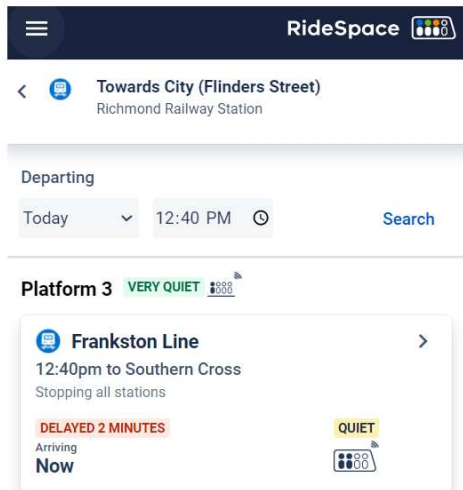 RideSpace
Towards City (Flinders Street)
Richmond Railway Station
Departing
Today 12:40 PM Search
Platform 3 VERY QUIET
Frankston Line
12:40pm to Southern Cross
Stopping all stations
DELAYED 2 MINUTES QUIET
Arriving
Now